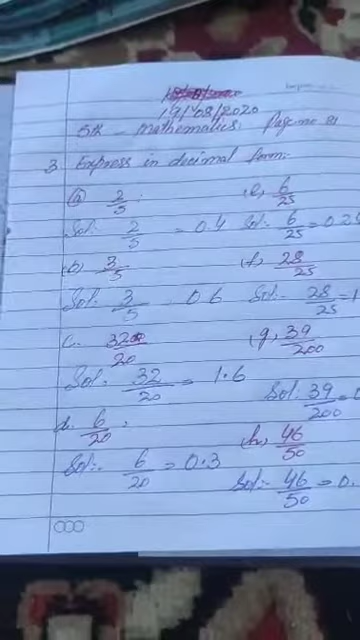 19/08/2020
5th - Mathematics. Page no 81
3 Express in decimal form:
(a) 2/5
(e) 6/25
Sol: 2/5 = 0.4
Sol: 6/25 = 0.2
(b) 3/5
(f) 28/25
Sol: 3/5 0.6
Sol:- 28/25 = 1
c. 32/20
(g) 39/200
Sol: 32/20 = 1.6
Sol: 39/200 = 0
d. 6/20
(h) 46/50
Sol:- 6/20 = 0.3
Sol:- 46/50 = 0.